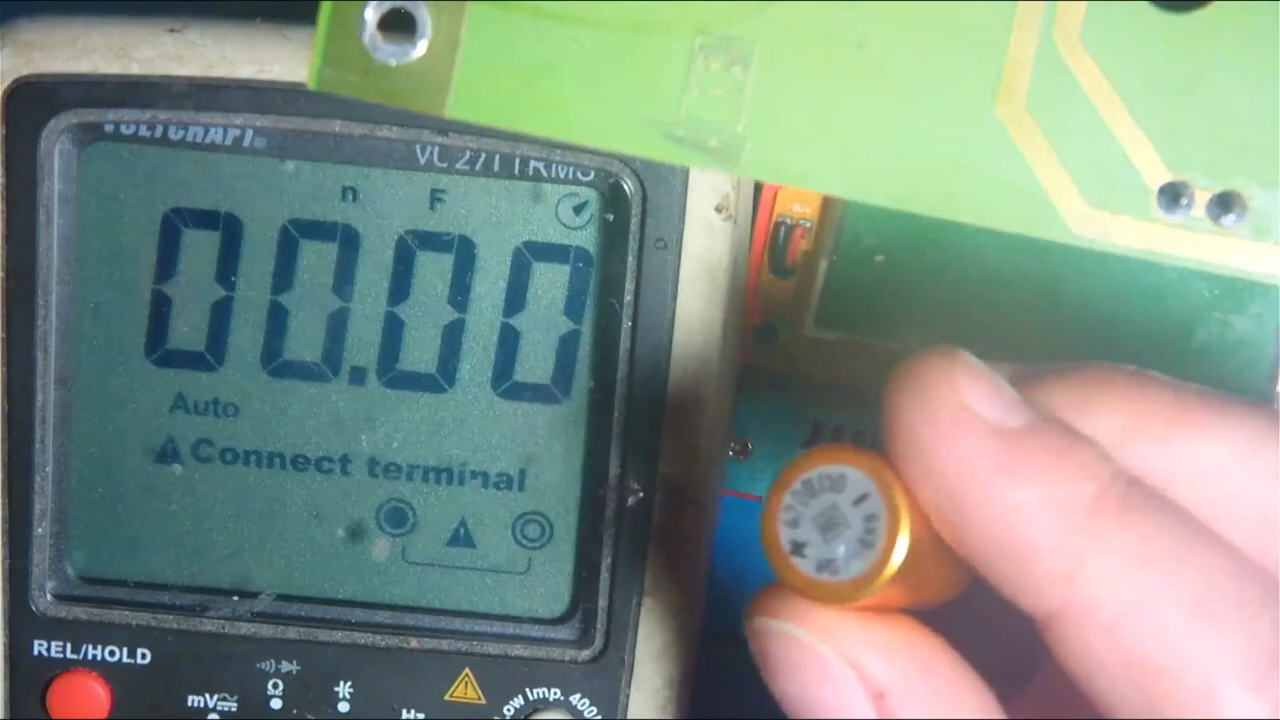 VOLTCRAFT®
VC 271 TRMS
n F
00.00
Auto
Connect terminal
REL/HOLD
mV
Ω
Hz
Low imp. 400